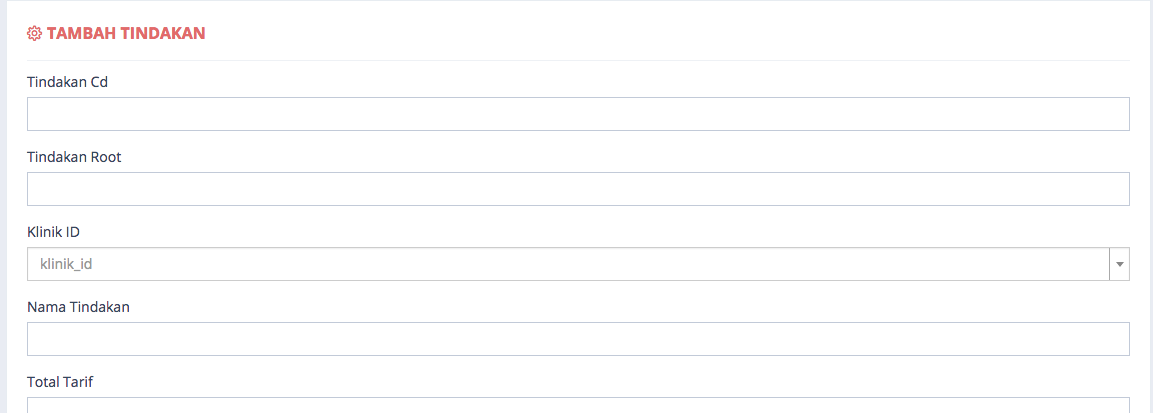 TAMBAH TINDAKAN
Tindakan Cd
Tindakan Root
Klinik ID
klinik_id
Nama Tindakan
Total Tarif